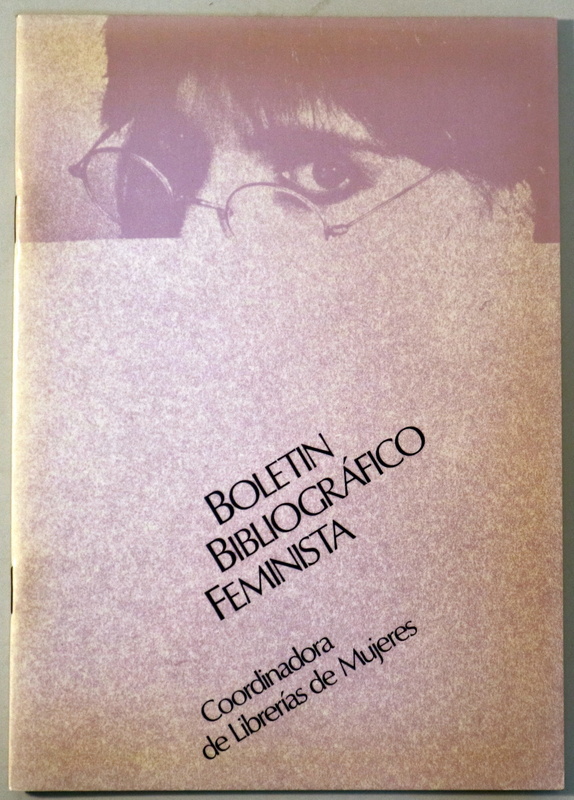 BOLETIN
BIBLIOGRÁFICO
FEMINISTA
Coordinadora
de Librerías de Mujeres